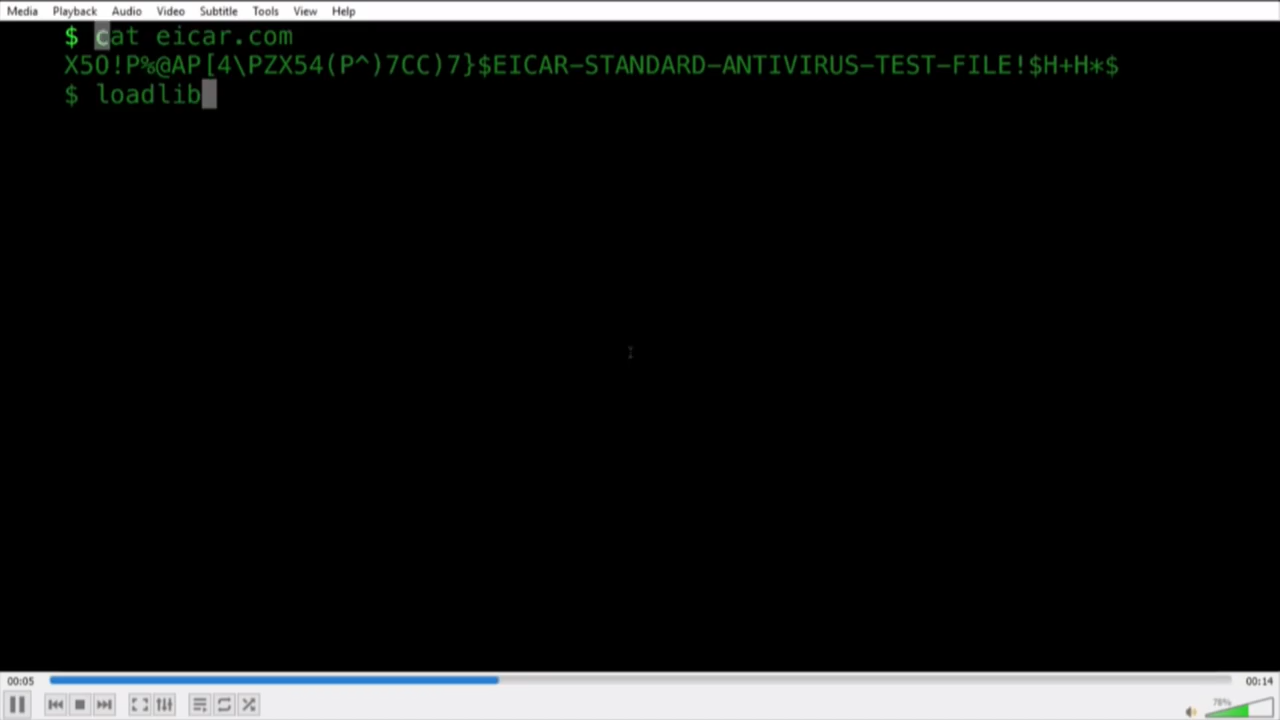 Media Playback Audio Video Subtitle Tools View Help
$ cat eicar.com
X5O!P%@AP[4\PZX54(P^)7CC)7}$EICAR-STANDARD-ANTIVIRUS-TEST-FILE!$H+H*$
$ loadlib
00:05 00:14
78%